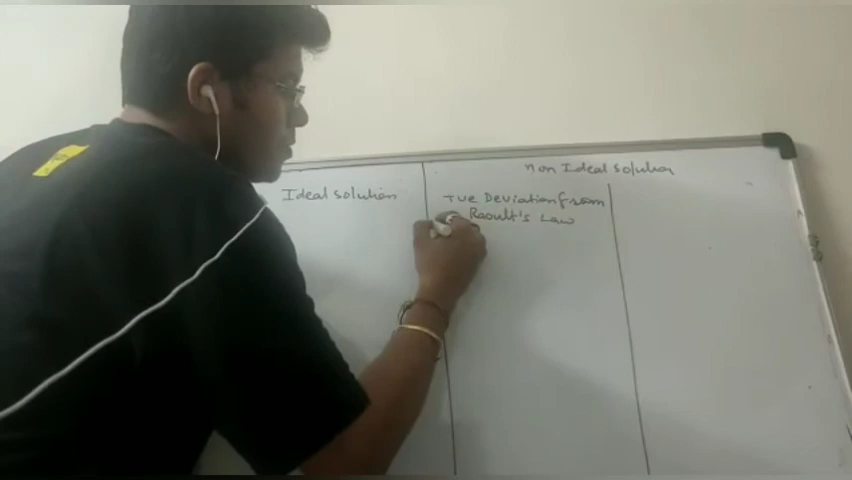 non Ideal solution
Ideal solution
+ve Deviation from
Raoult's Law